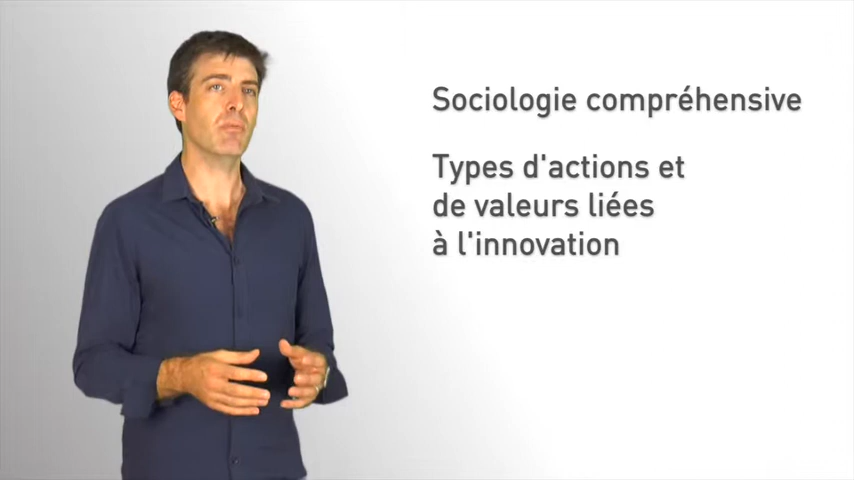 Sociologie compréhensive
Types d'actions et
de valeurs liées
à l'innovation